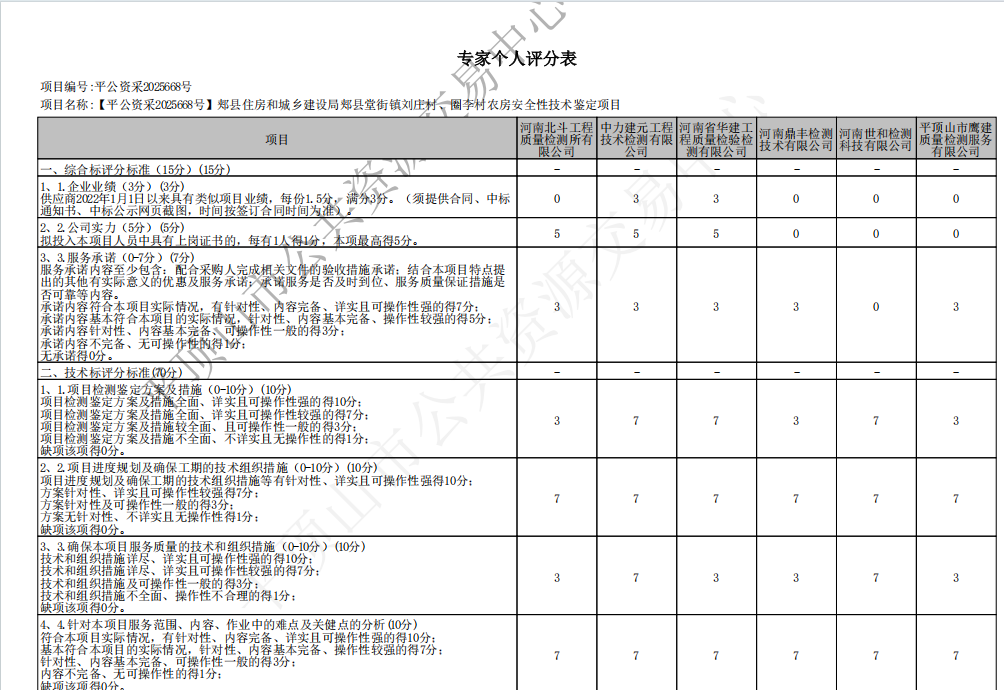 专家个人评分表
项目编号:平公资采2025668号
项目名称:【平公资采2025668号】郏县住房和城乡建设局郏县堂街镇刘庄村、圈李村农房安全性技术鉴定项目
项目
河南北斗工程质量检测所有限公司
中力建元工程技术检测有限公司
河南省华建工程质量检验检测有限公司
河南鼎丰检测技术有限公司
河南世和检测科技有限公司
平顶山市鹰建质量检测服务有限公司
一、综合标评分标准（15分）(15分) – – – – – –
1、1.企业业绩（3分）(3分)
供应商2022年1月1日以来具有类似项目业绩，每份1.5分，满分3分。（须提供合同、中标
通知书、中标公示网页截图，时间按签订合同时间为准）。
0 3 3 0 0 0
2、2.公司实力（5分）(5分)
拟投入本项目人员中具有上岗证书的，每有1人得1分，本项最高得5分。
5 5 5 0 0 0
3、3.服务承诺（0-7分）(7分)
服务承诺内容至少包含：配合采购人完成相关文件的验收措施承诺；结合本项目特点提
出的其他有实际意义的优惠及服务承诺；承诺服务是否及时到位、服务质量保证措施是
否可靠等内容。
承诺内容符合本项目实际情况，有针对性、内容完备、详实且可操作性强的得7分；
承诺内容基本符合本项目的实际情况，针对性、内容基本完备、操作性较强的得5分；
承诺内容针对性、内容基本完备、可操作性一般的得3分；
承诺内容不完备、无可操作性的得1分；
无承诺得0分。
3 3 3 3 0 3
二、技术标评分标准(70分) – – – – – –
1、1.项目检测鉴定方案及措施（0-10分）(10分)
项目检测鉴定方案及措施全面、详实且可操作性强的得10分；
项目检测鉴定方案及措施全面、详实且可操作性较强的得7分；
项目检测鉴定方案及措施较全面、且可操作性一般的得3分；
项目检测鉴定方案及措施不全面、不详实且无操作性的得1分；
缺项该项得0分。
3 7 7 3 7 3
2、2.项目进度规划及确保工期的技术组织措施（0-10分）(10分)
项目进度规划及确保工期的技术组织措施等有针对性、详实且可操作性强得10分；
方案针对性、详实且可操作性较强得7分；
方案针对性及可操作性一般的得3分；
方案无针对性、不详实且无操作性得1分；
缺项该项得0分。
7 7 7 7 7 7
3、3.确保本项目服务质量的技术和组织措施（0-10分）(10分)
技术和组织措施详尽、详实且可操作性强的得10分；
技术和组织措施详尽、详实且可操作性较强的得7分；
技术和组织措施及可操作性一般的得3分；
技术和组织措施不全面、操作性不合理的得1分；
缺项该项得0分。
3 7 3 3 7 3
4、4.针对本项目服务范围、内容、作业中的难点及关健点的分析(10分)
符合本项目实际情况，有针对性、内容完备、详实且可操作性强的得10分；
基本符合本项目的实际情况，针对性、内容基本完备、操作性较强的得7分；
针对性、内容基本完备、可操作性一般的得3分；
内容不完备、无可操作性的得1分；
缺项该项得0分。
7 7 7 7 7 7
平顶山市公共资源交易中心
平顶山市公共资源交易中心